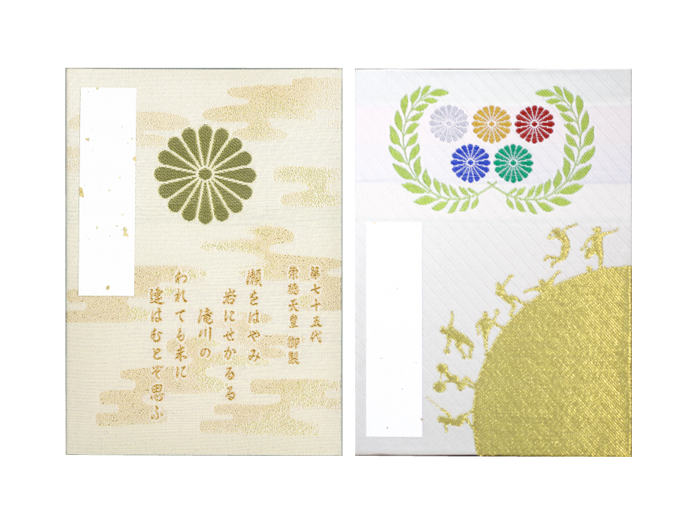 第七十五代
崇徳天皇 御製
瀬をはやみ
岩にせかるる
滝川の
われても末に
逢はむとぞ思ふ